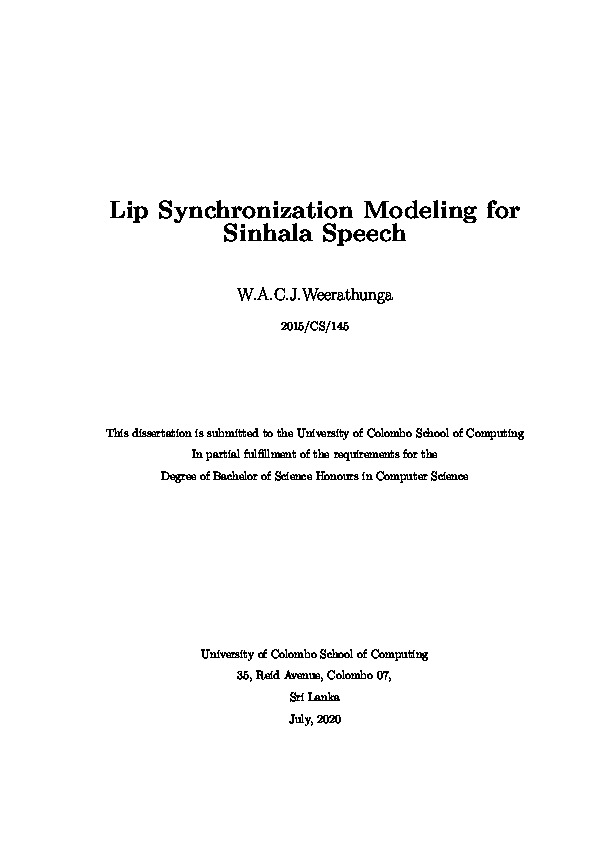 Lip Synchronization Modeling for
Sinhala Speech
W.A.C.J.Weerathunga
2015/CS/145
This dissertation is submitted to the University of Colombo School of Computing
In partial fulfillment of the requirements for the
Degree of Bachelor of Science Honours in Computer Science
University of Colombo School of Computing
35, Reid Avenue, Colombo 07,
Sri Lanka
July, 2020